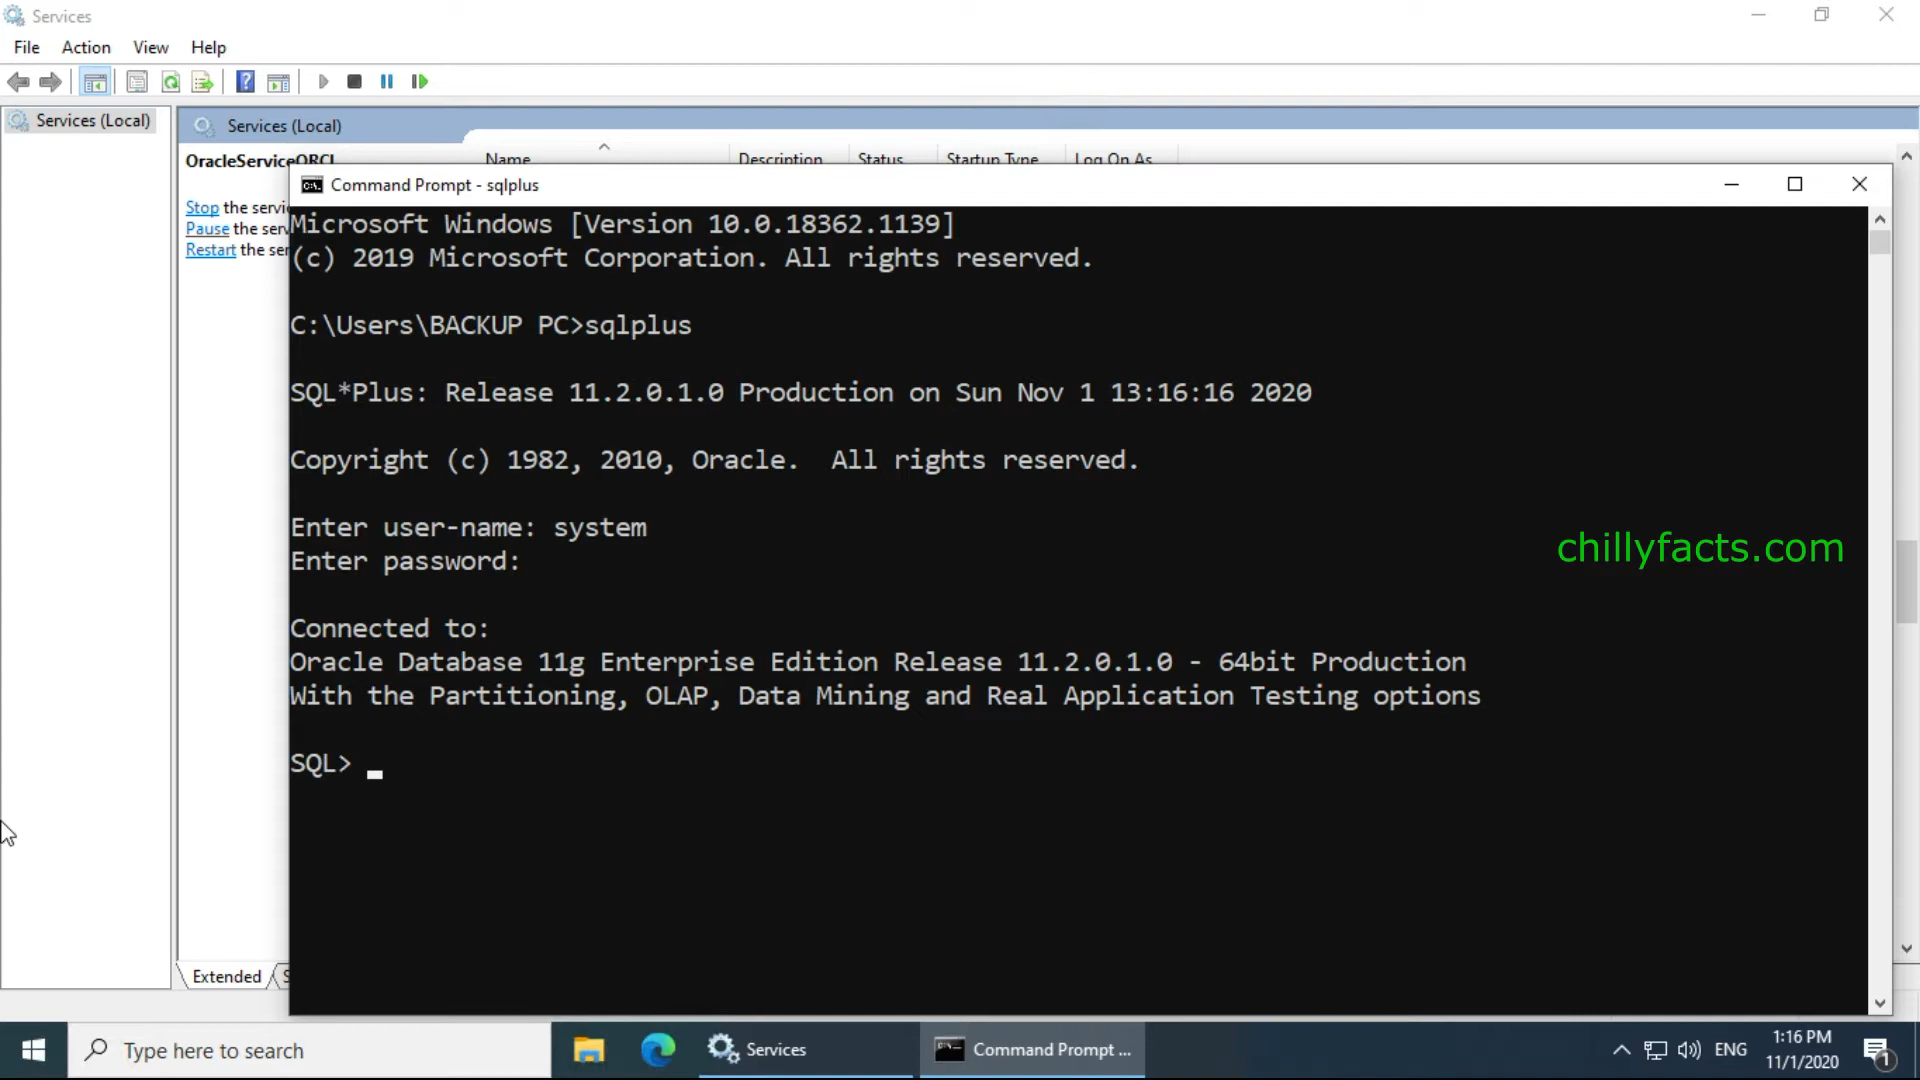 Services
File Action View Help
Services (Local)
Services (Local)
OracleServiceORCL
Name Description Status Startup Type Log On As
Stop the servi
Pause the serv
Restart the ser
Command Prompt - sqlplus
Microsoft Windows [Version 10.0.18362.1139]
(c) 2019 Microsoft Corporation. All rights reserved.
C:\Users\BACKUP PC>sqlplus
SQL*Plus: Release 11.2.0.1.0 Production on Sun Nov 1 13:16:16 2020
Copyright (c) 1982, 2010, Oracle.  All rights reserved.
Enter user-name: system
Enter password:
chillyfacts.com
Connected to:
Oracle Database 11g Enterprise Edition Release 11.2.0.1.0 - 64bit Production
With the Partitioning, OLAP, Data Mining and Real Application Testing options
SQL>
Extended
Type here to search
Services
Command Prompt ...
ENG
1:16 PM
11/1/2020
1